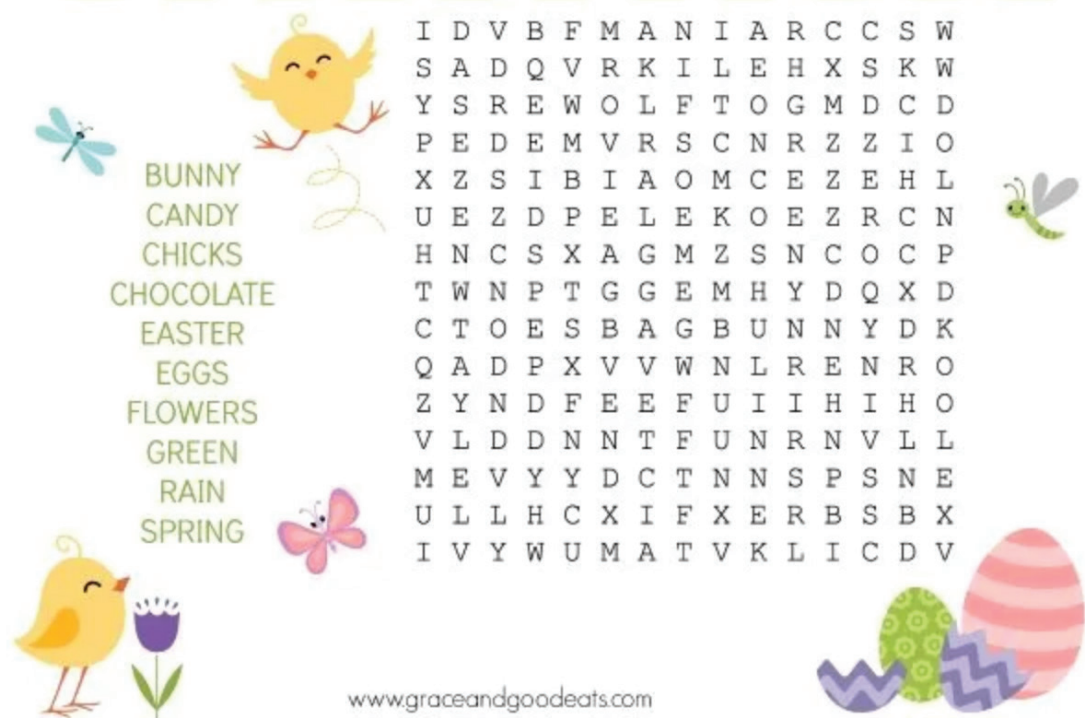 I D V B F M A N I A R C C S W
S A D Q V R K I L E H X S K W
Y S R E W O L F T O G M D C D
P E D E M V R S C N R Z Z I O
X Z S I B I A O M C E Z E H L
U E Z D P E L E K O E Z R C N
H N C S X A G M Z S N C O C P
T W N P T G G E M H Y D Q X D
C T O E S B A G B U N N Y D K
Q A D P X V V W N L R E N R O
Z Y N D F E E F U I I H I H O
V L D D N N T F U N R N V L L
M E V Y Y D C T N N S P S N E
U L L H C X I F X E R B S B X
I V Y W U M A T V K L I C D V
BUNNY
CANDY
CHICKS
CHOCOLATE
EASTER
EGGS
FLOWERS
GREEN
RAIN
SPRING
www.graceandgoodeats.com